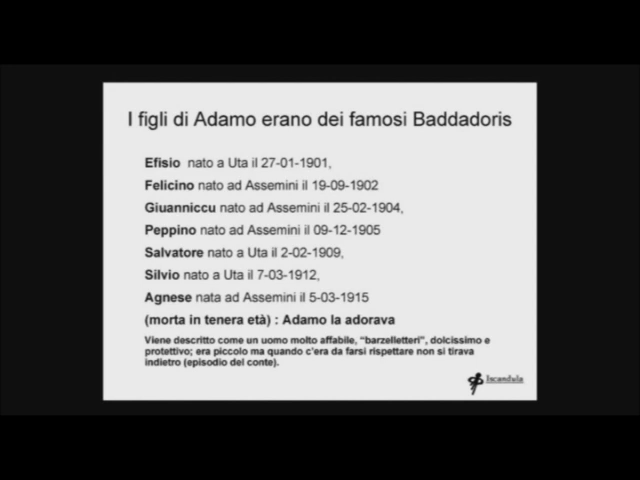 I figli di Adamo erano dei famosi Baddadoris
Efisio nato a Uta il 27-01-1901,
Felicino nato ad Assemini il 19-09-1902
Giuanniccu nato ad Assemini il 25-02-1904,
Peppino nato ad Assemini il 09-12-1905
Salvatore nato a Uta il 2-02-1909,
Silvio nato a Uta il 7-03-1912,
Agnese nata ad Assemini il 5-03-1915
(morta in tenera età) : Adamo la adorava
Viene descritto come un uomo molto affabile, “barzelletteri”, dolcissimo e
protettivo; era piccolo ma quando c’era da farsi rispettare non si tirava
indietro (episodio del conte).
Iscandula